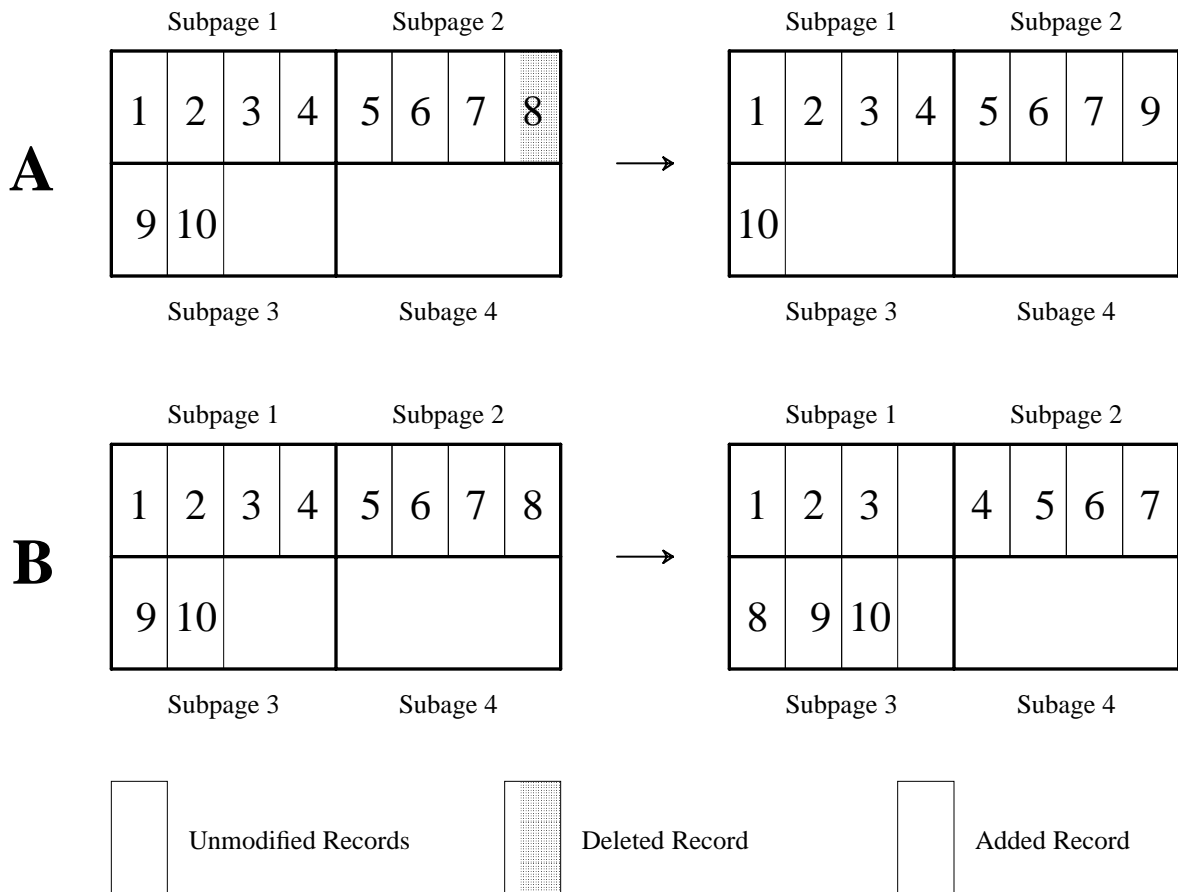 Subpage 1 Subpage 2 Subpage 1 Subpage 2
1 2 3 4 5 6 7 8 1 2 3 4 5 6 7 9
A
9 10 10
Subpage 3 Subage 4 Subpage 3 Subage 4
Subpage 1 Subpage 2 Subpage 1 Subpage 2
1 2 3 4 5 6 7 8 1 2 3 4 5 6 7
B
9 10 8 9 10
Subpage 3 Subage 4 Subpage 3 Subage 4
Unmodified Records Deleted Record Added Record